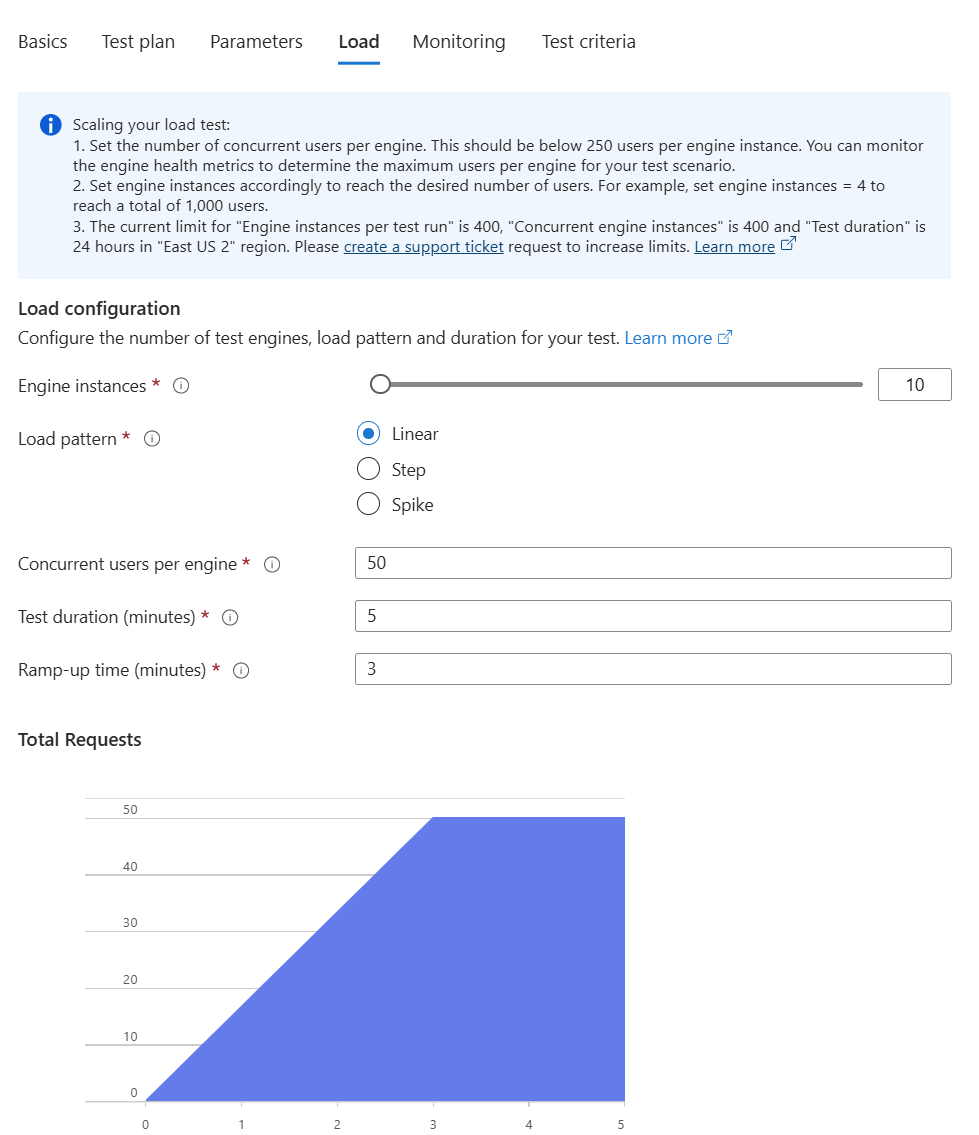 Basics Test plan Parameters Load Monitoring Test criteria
Scaling your load test:
1. Set the number of concurrent users per engine. This should be below 250 users per engine instance. You can monitor
the engine health metrics to determine the maximum users per engine for your test scenario.
2. Set engine instances accordingly to reach the desired number of users. For example, set engine instances = 4 to
reach a total of 1,000 users.
3. The current limit for "Engine instances per test run" is 400, "Concurrent engine instances" is 400 and "Test duration" is
24 hours in "East US 2" region. Please create a support ticket request to increase limits. Learn more
Load configuration
Configure the number of test engines, load pattern and duration for your test. Learn more
Engine instances * 10
Load pattern * Linear
Step
Spike
Concurrent users per engine * 50
Test duration (minutes) * 5
Ramp-up time (minutes) * 3
Total Requests
50
40
30
20
10
0
0 1 2 3 4 5